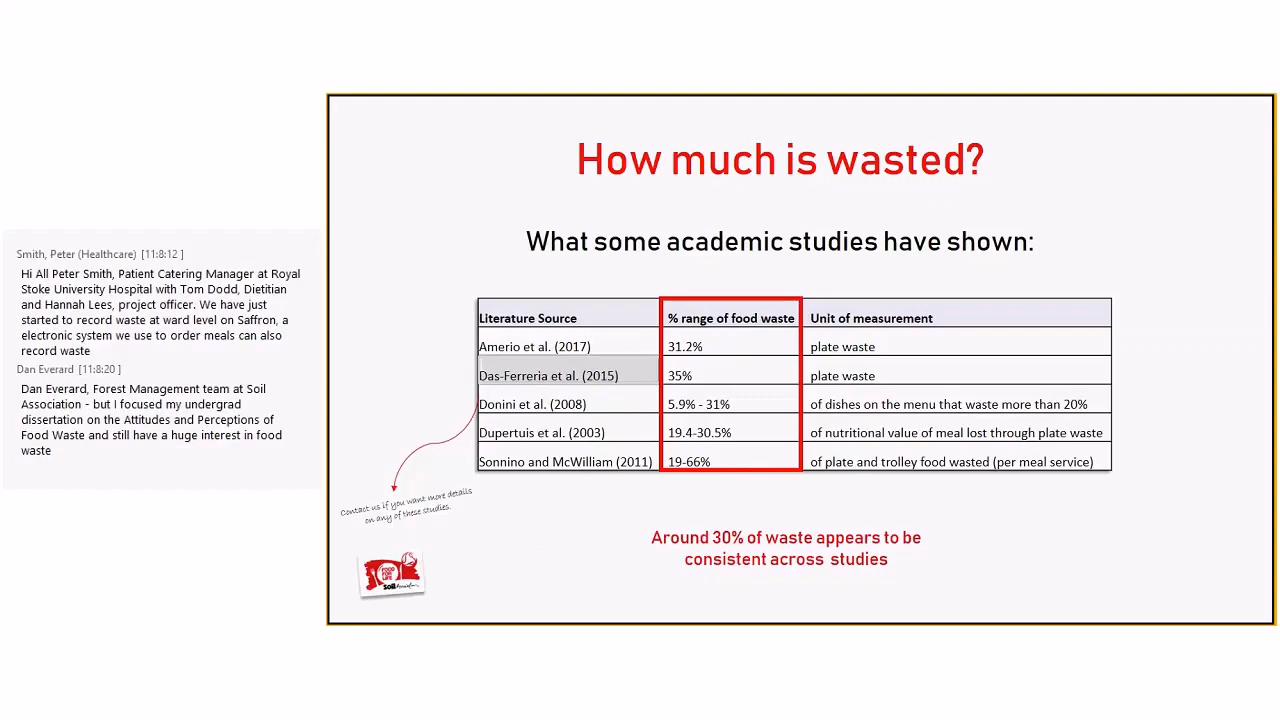 Smith, Peter (Healthcare) [11:8:12 ]
Hi All Peter Smith, Patient Catering Manager at Royal
Stoke University Hospital with Tom Dodd, Dietitian
and Hannah Lees, project officer. We have just
started to record waste at ward level on Saffron, a
electronic system we use to order meals can also
record waste
Dan Everard [11:8:20 ]
Dan Everard, Forest Management team at Soil
Association - but I focused my undergrad
dissertation on the Attitudes and Perceptions of
Food Waste and still have a huge interest in food
waste
How much is wasted?
What some academic studies have shown:
Literature Source % range of food waste Unit of measurement
Amerio et al. (2017) 31.2% plate waste
Das-Ferreria et al. (2015) 35% plate waste
Donini et al. (2008) 5.9% - 31% of dishes on the menu that waste more than 20%
Dupertuis et al. (2003) 19.4-30.5% of nutritional value of meal lost through plate waste
Sonnino and McWilliam (2011) 19-66% of plate and trolley food wasted (per meal service)
Contact us if you want more details
on any of these studies.
Around 30% of waste appears to be
consistent across studies
FOOD
FOR
LIFE
Soil Association